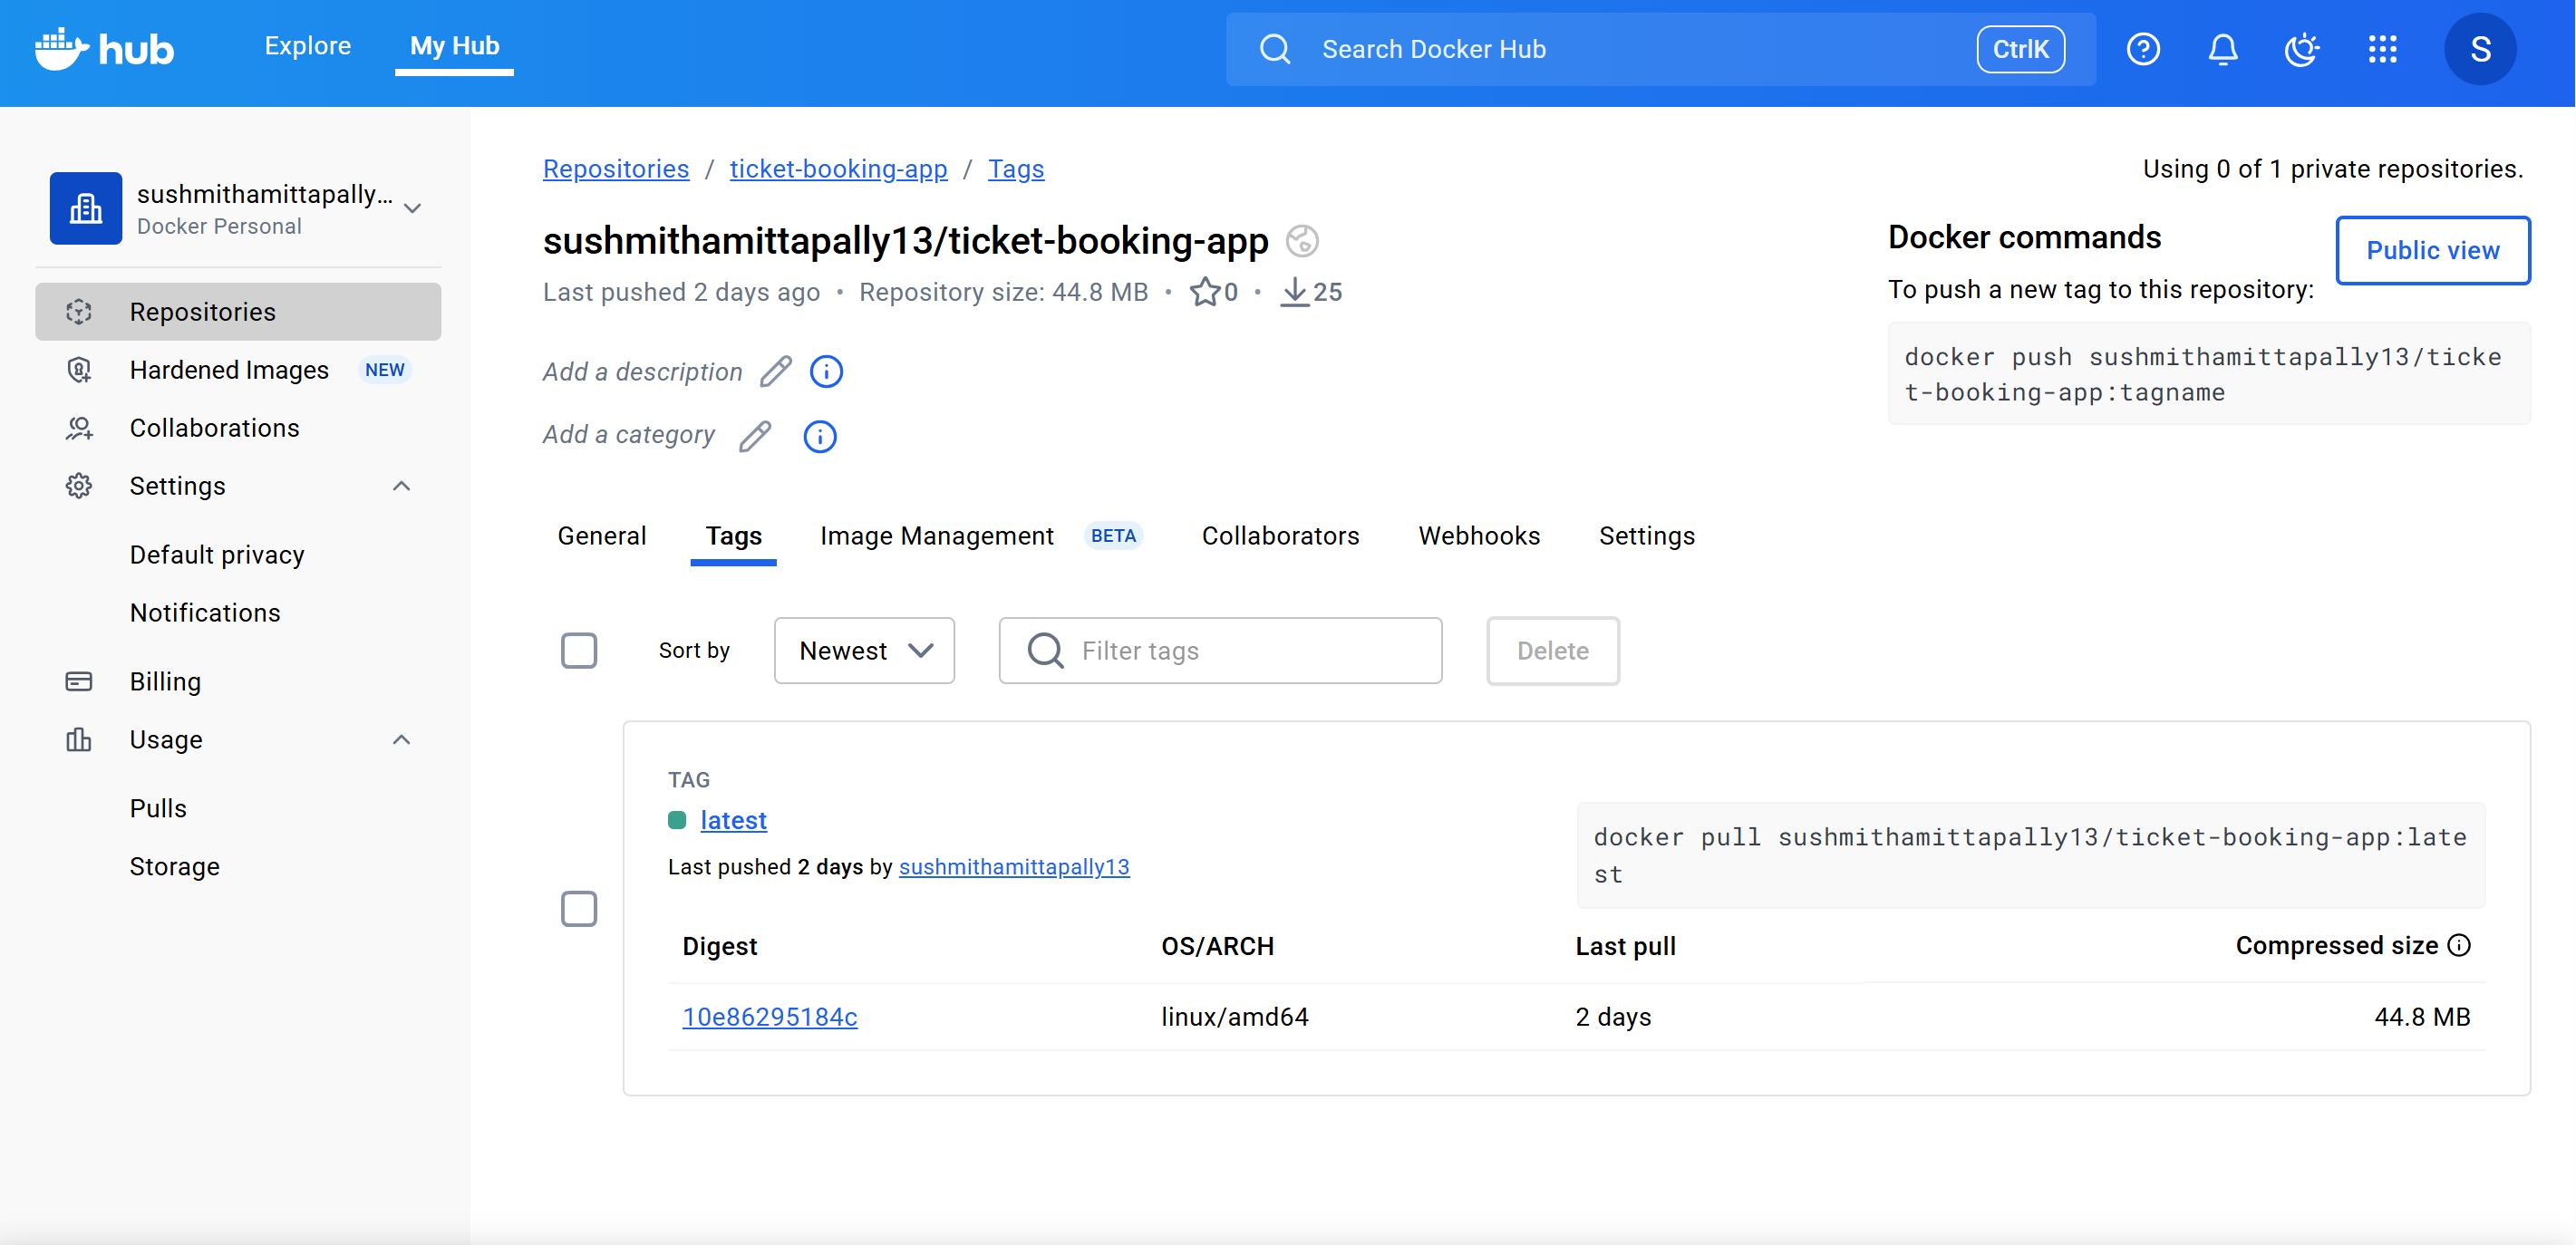 hub
Explore
My Hub
Search Docker Hub
CtrlK
S
sushmithamittapally...
Docker Personal
Repositories
Hardened Images NEW
Collaborations
Settings
Default privacy
Notifications
Billing
Usage
Pulls
Storage
Repositories / ticket-booking-app / Tags
Using 0 of 1 private repositories.
sushmithamittapally13/ticket-booking-app
Last pushed 2 days ago • Repository size: 44.8 MB • 0 • 25
Add a description
Add a category
Docker commands
Public view
To push a new tag to this repository:
docker push sushmithamittapally13/ticke
t-booking-app:tagname
General Tags Image Management BETA Collaborators Webhooks Settings
Sort by Newest Filter tags Delete
TAG
latest
Last pushed 2 days by sushmithamittapally13
docker pull sushmithamittapally13/ticket-booking-app:late
st
Digest OS/ARCH Last pull Compressed size
10e86295184c linux/amd64 2 days 44.8 MB